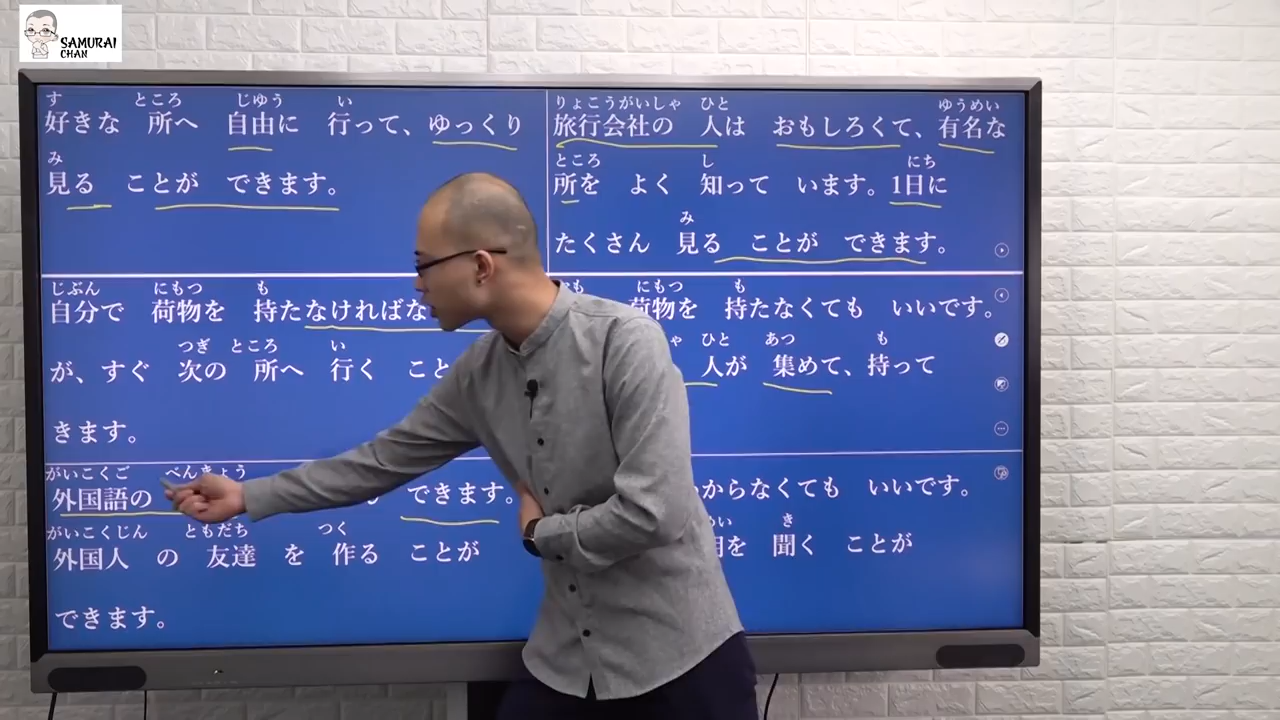 SAMURAI
CHAN
す ところ じゆう い
好きな 所へ 自由に 行って、ゆっくり
み
見る ことが できます。
りょこうがいしゃ ひと ゆうめい
旅行会社の 人は おもしろくて、有名な
ところ し にち
所を よく 知って います。1日に
み
たくさん 見る ことが できます。
じぶん にもつ も
自分で 荷物を 持たなければな
つぎ ところ い
が、すぐ 次の 所へ 行く こと
きます。
にもつ も
荷物を 持たなくても いいです。
ひと あつ も
人が 集めて、持って
がいこくご べんきょう
外国語の できます。
がいこくじん ともだち つく
外国人 の 友達 を 作る ことが
できます。
からなくても いいです。
き
を 聞く ことが